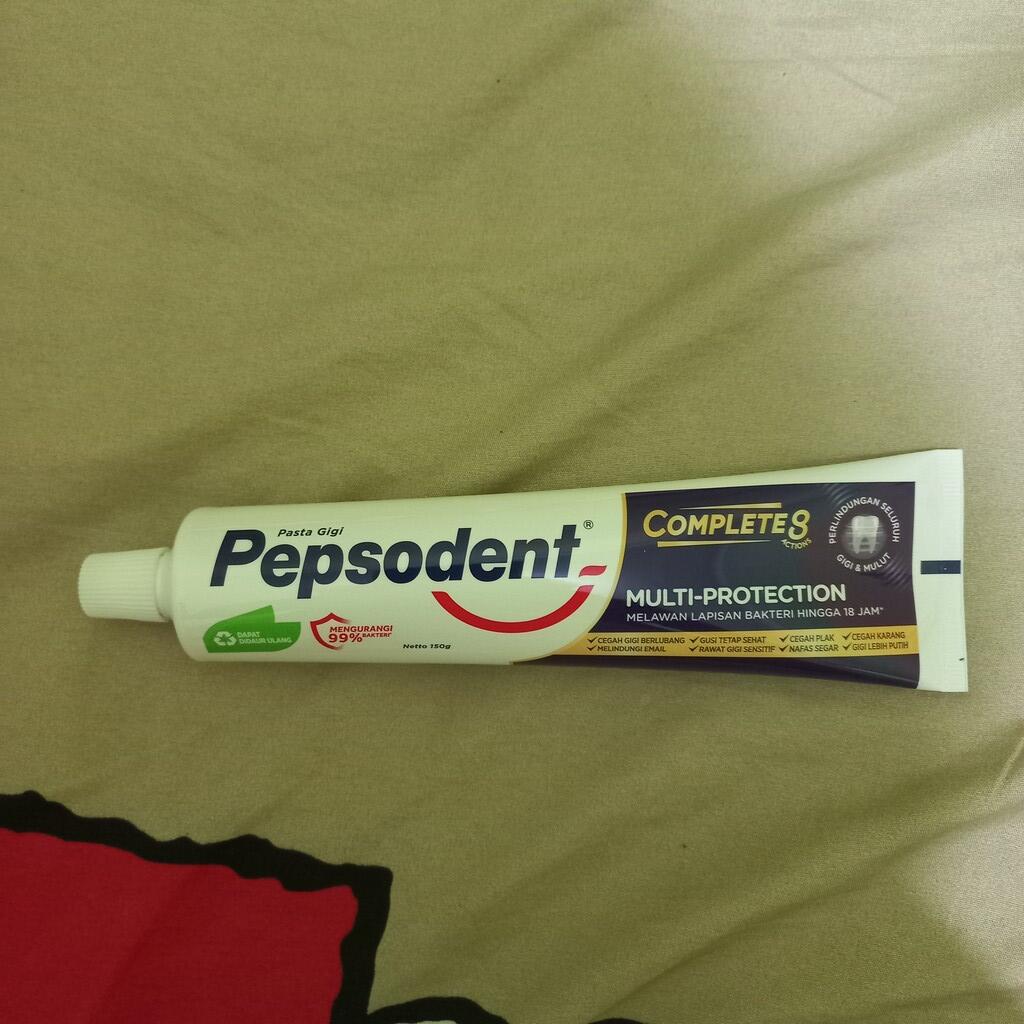 Pasta Gigi
Pepsodent®
DAPAT
DIDAUR ULANG
MENGURANGI
99% BAKTERI*
Netto 150g
COMPLETE 8
ACTIONS
PERLINDUNGAN SELURUH
GIGI & MULUT
MULTI-PROTECTION
MELAWAN LAPISAN BAKTERI HINGGA 18 JAM*
CEGAH GIGI BERLUBANG GUSI TETAP SEHAT CEGAH PLAK CEGAH KARANG
MELINDUNGI EMAIL RAWAT GIGI SENSITIF NAFAS SEGAR GIGI LEBIH PUTIH